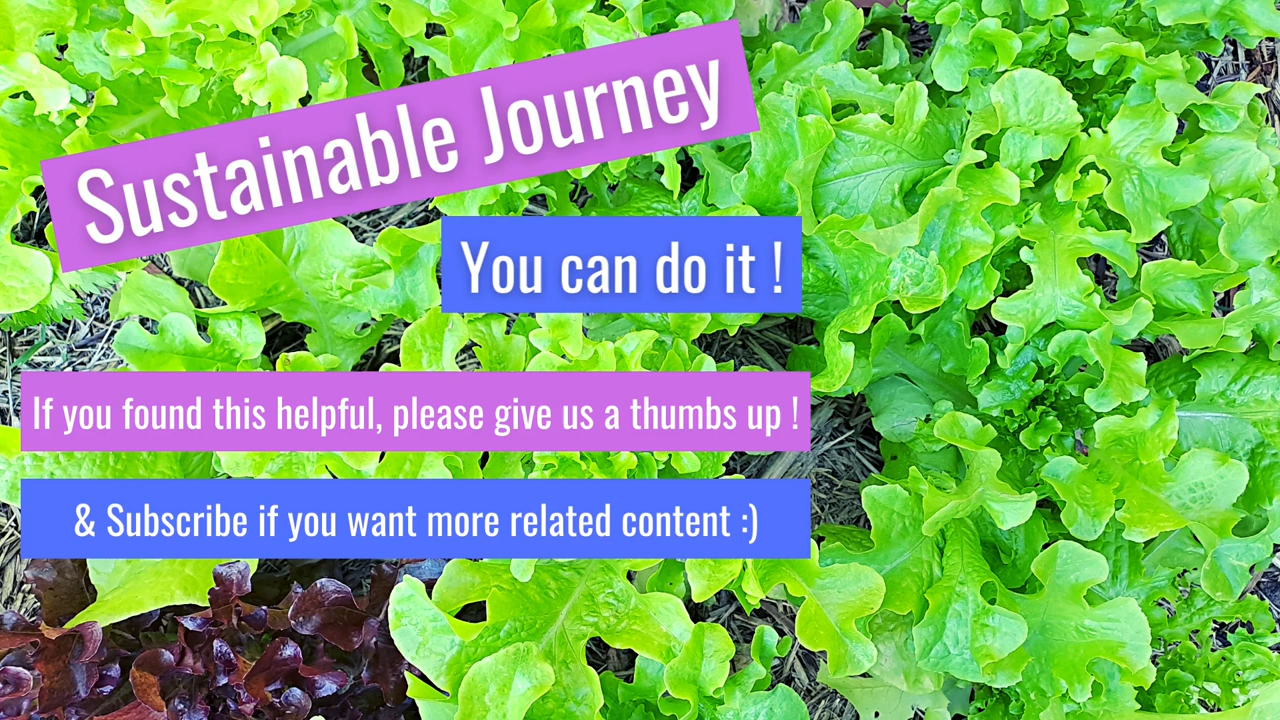 Sustainable Journey
You can do it !
If you found this helpful, please give us a thumbs up !
& Subscribe if you want more related content :)